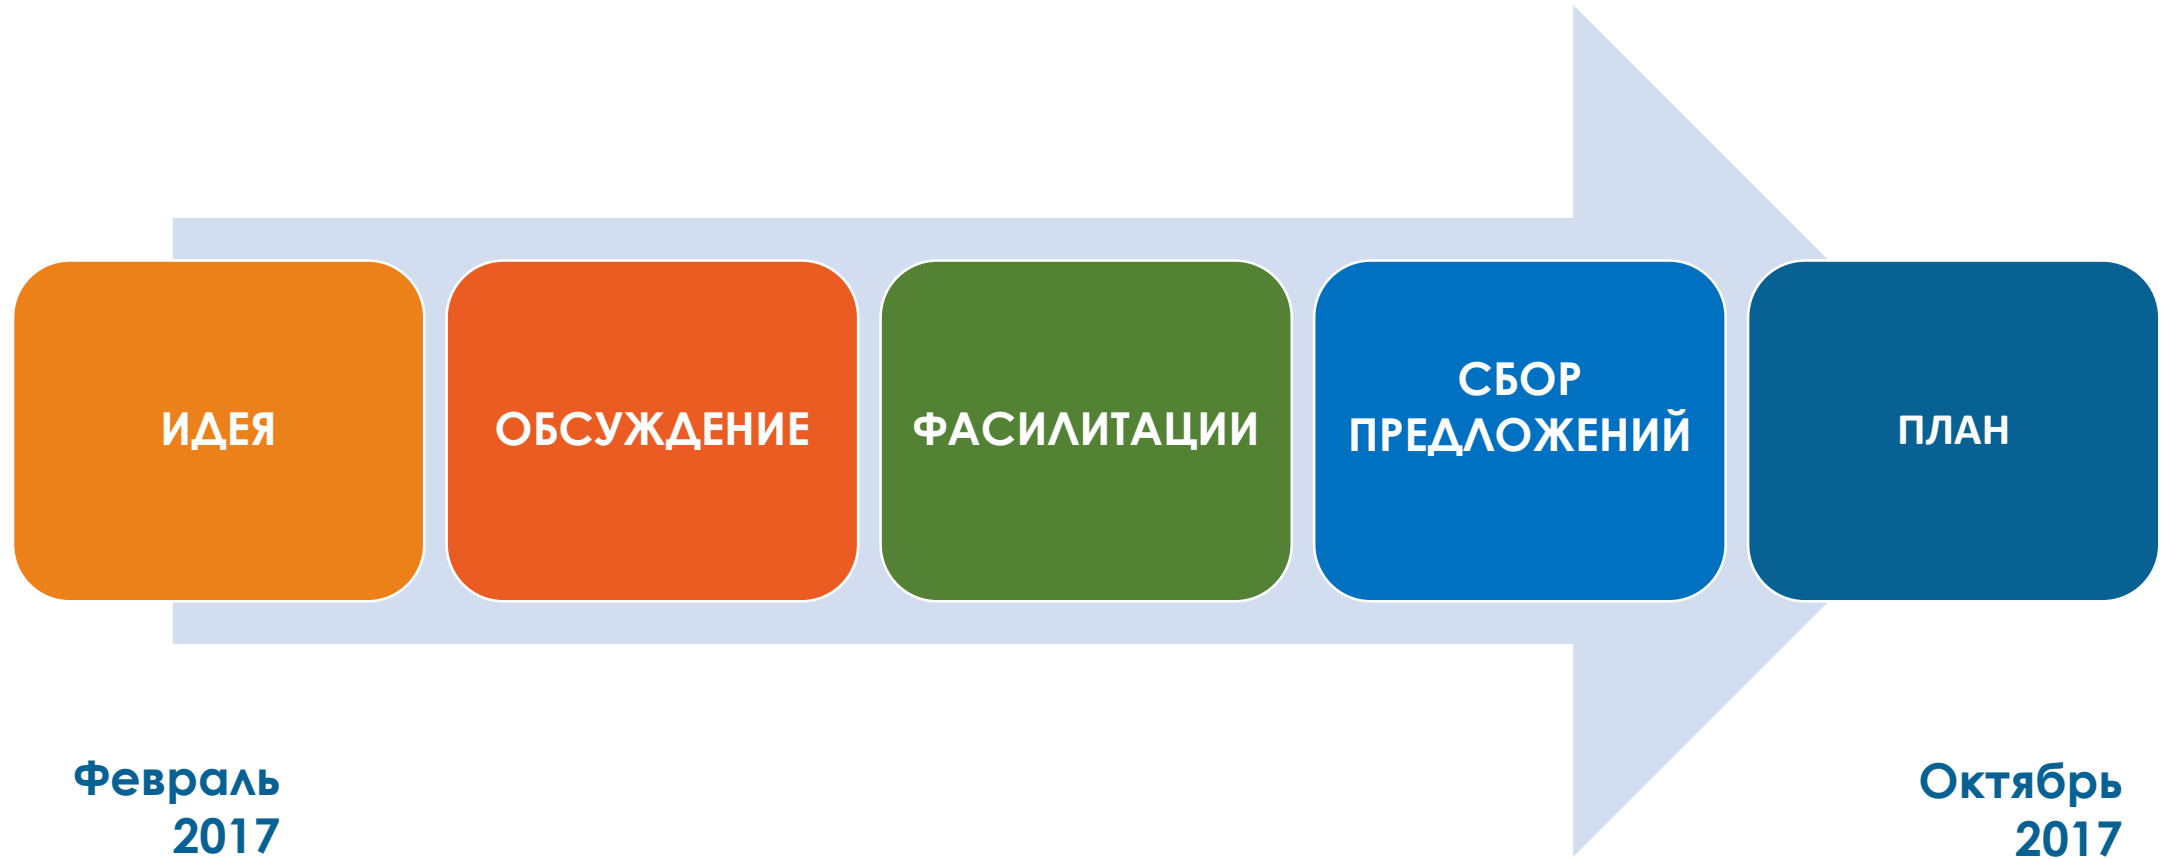 ИДЕЯ
ОБСУЖДЕНИЕ
ФАСИЛИТАЦИИ
СБОР
ПРЕДЛОЖЕНИЙ
ПЛАН
Февраль
2017
Октябрь
2017